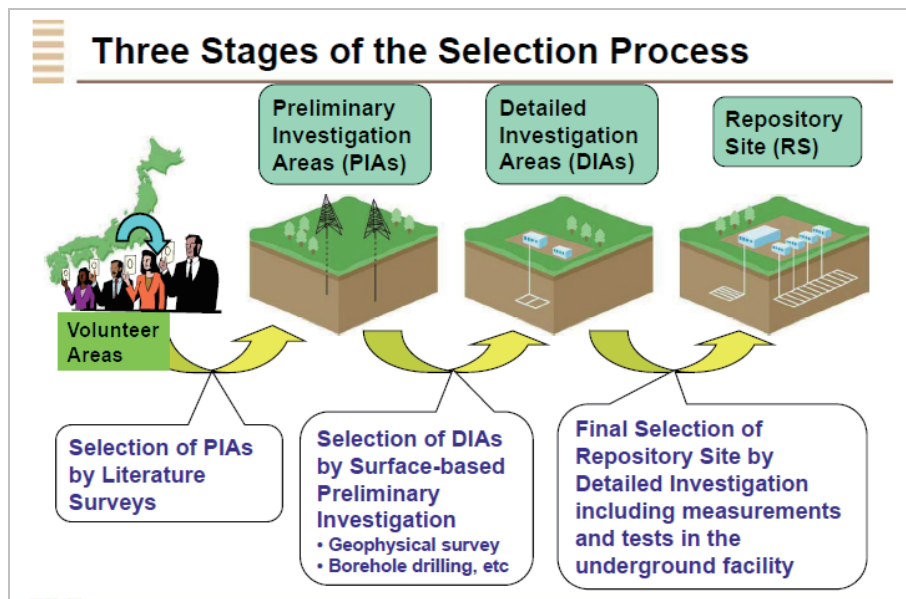 Three Stages of the Selection Process
Preliminary
Investigation
Areas (PIAs)
Detailed
Investigation
Areas (DIAs)
Repository
Site (RS)
Volunteer
Areas
Selection of PIAs
by Literature
Surveys
Selection of DIAs
by Surface-based
Preliminary
Investigation
• Geophysical survey
• Borehole drilling, etc
Final Selection of
Repository Site by
Detailed Investigation
including measurements
and tests in the
underground facility